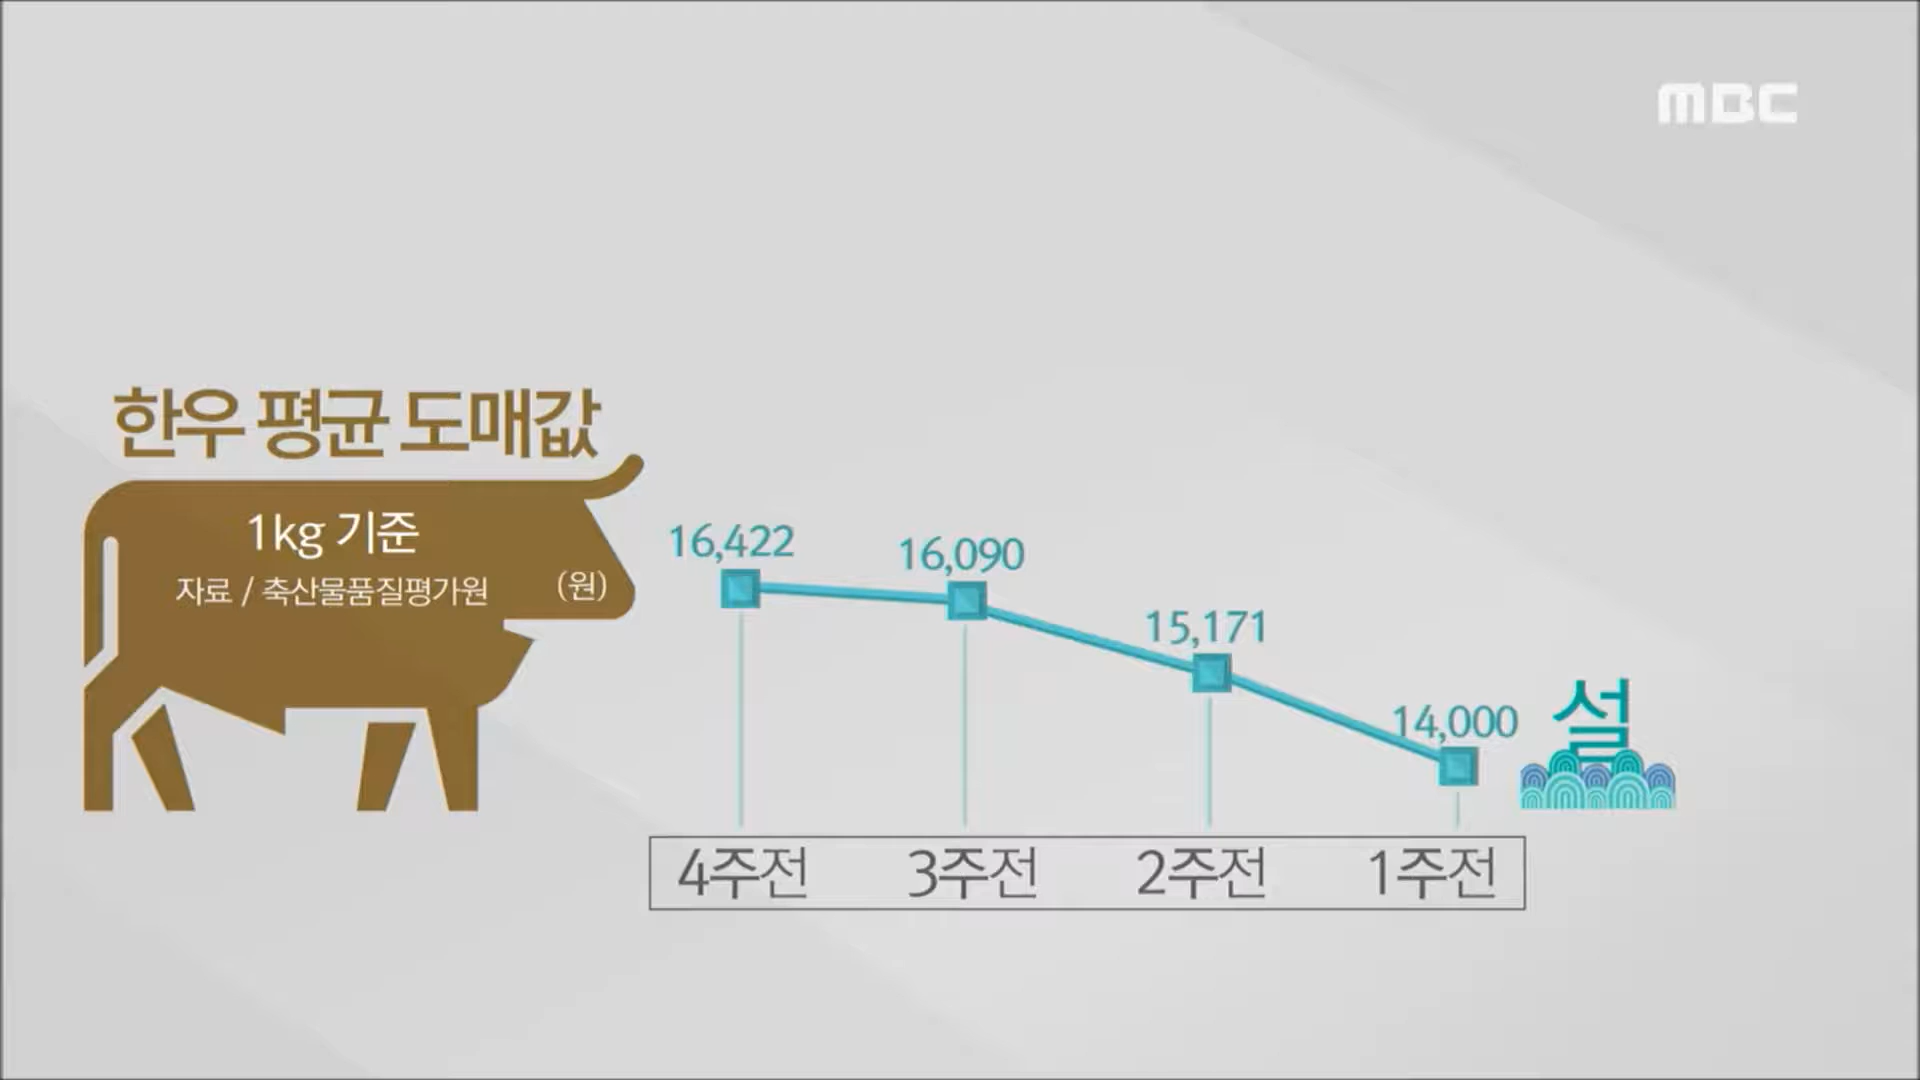 MBC
한우 평균 도매값
1kg 기준
자료 / 축산물품질평가원 (원)
16,422
16,090
15,171
14,000
설
4주전 3주전 2주전 1주전